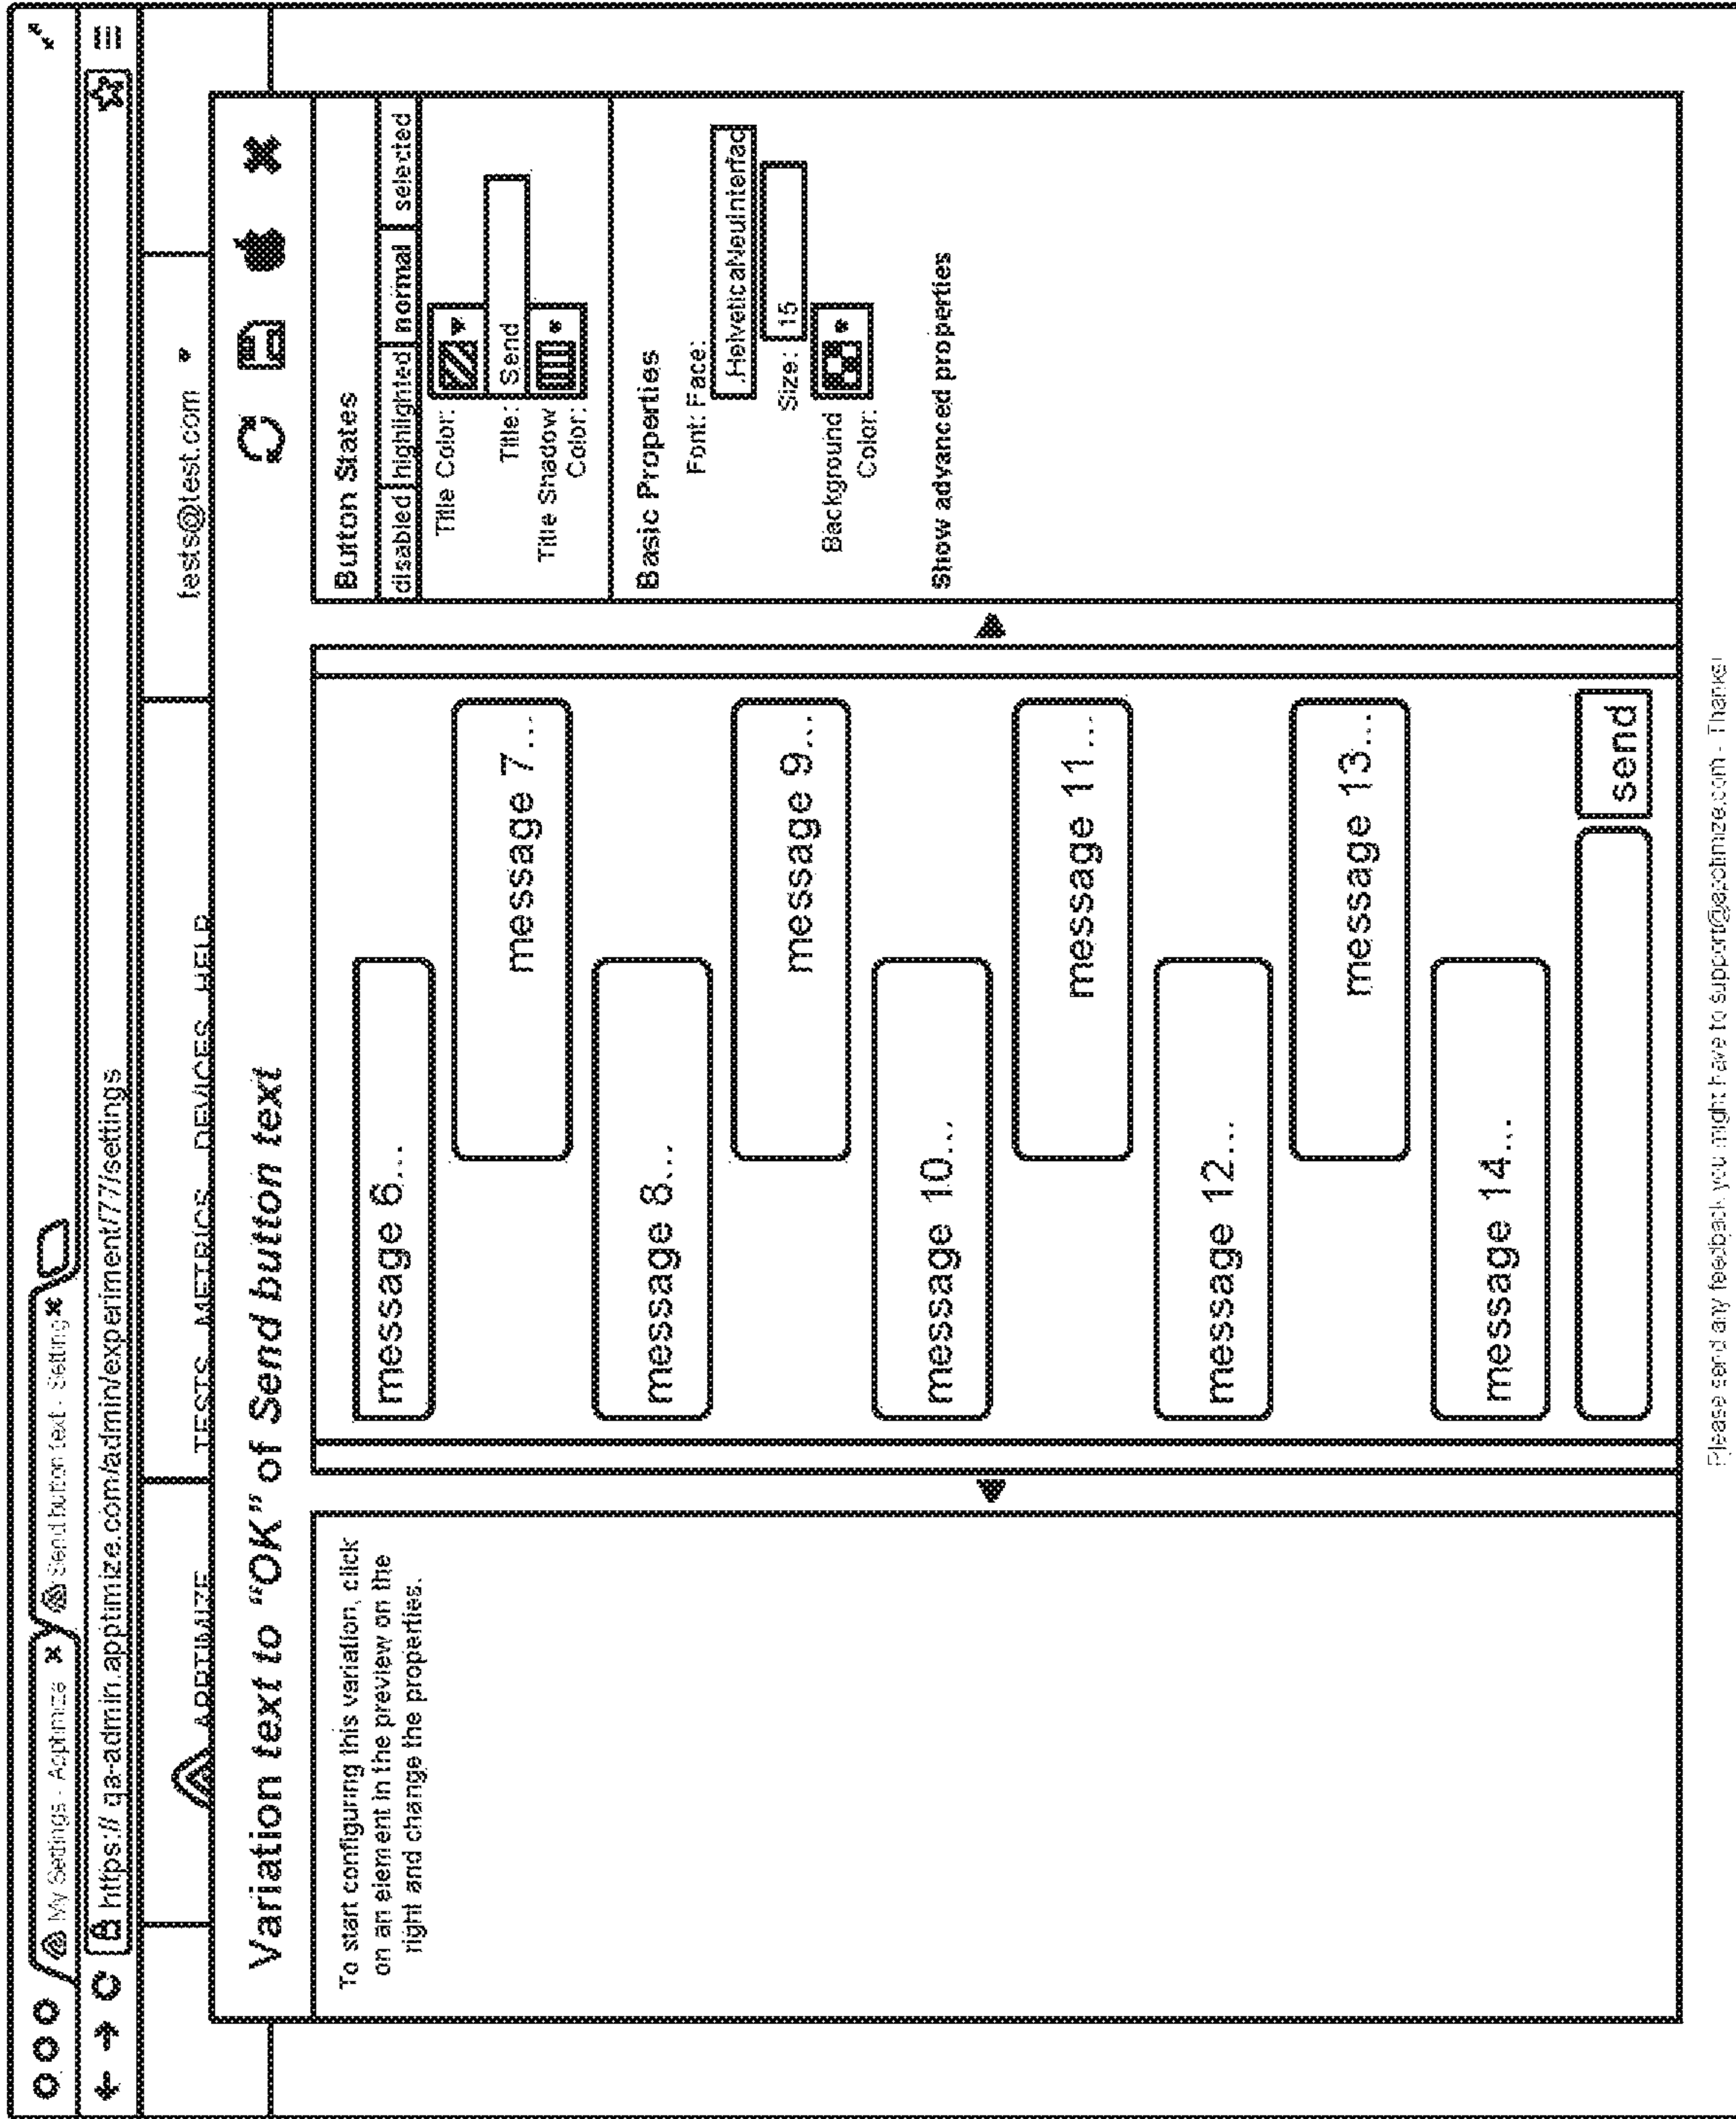 My Settings - Apptimize
Send button text - Setting
https:// qa-admin.apptimize.com/admin/experiment/77/settings
APPTIMIZE
TESTS METRICS DEVICES HELP
tests@test.com
Variation text to “OK” of Send button text
To start configuring this variation, click
on an element in the preview on the
right and change the properties.
message 6...
message 7...
message 8...
message 9...
message 10...
message 11...
message 12...
message 13...
message 14...
send
Button States
disabled highlighted normal selected
Title Color:
Title: Send
Title Shadow
Color:
Basic Properties
Font: Face:
.HelveticaNeuInterfac
Size: 15
Background
Color:
Show advanced properties
Please send any feedback you might have to support@apptimize.com - Thanks!